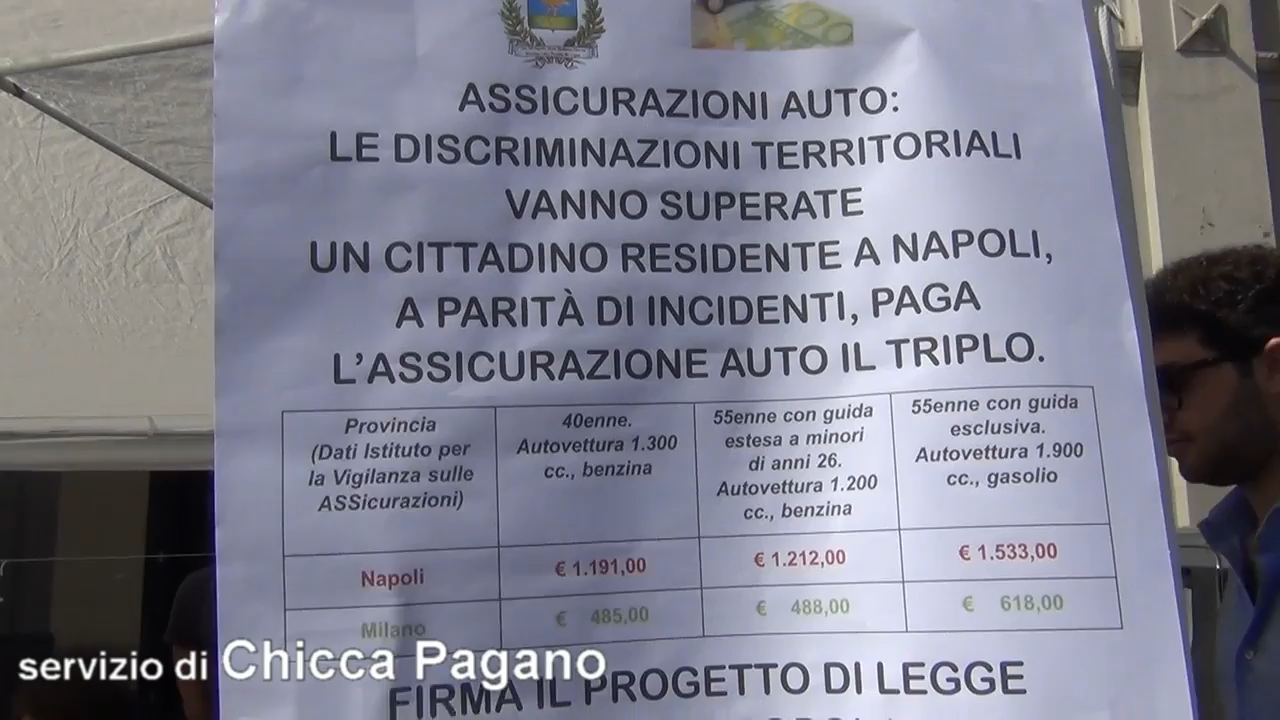 ASSICURAZIONI AUTO:
LE DISCRIMINAZIONI TERRITORIALI
VANNO SUPERATE
UN CITTADINO RESIDENTE A NAPOLI,
A PARITÀ DI INCIDENTI, PAGA
L'ASSICURAZIONE AUTO IL TRIPLO.
Provincia
(Dati Istituto per
la Vigilanza sulle
ASSicurazioni)
40enne.
Autovettura 1.300
cc., benzina
55enne con guida
estesa a minori
di anni 26.
Autovettura 1.200
cc., benzina
55enne con guida
esclusiva.
Autovettura 1.900
cc., gasolio
Napoli € 1.191,00 € 1.212,00 € 1.533,00
Milano € 485,00 € 488,00 € 618,00
servizio di Chicca Pagano
FIRMA IL PROGETTO DI LEGGE